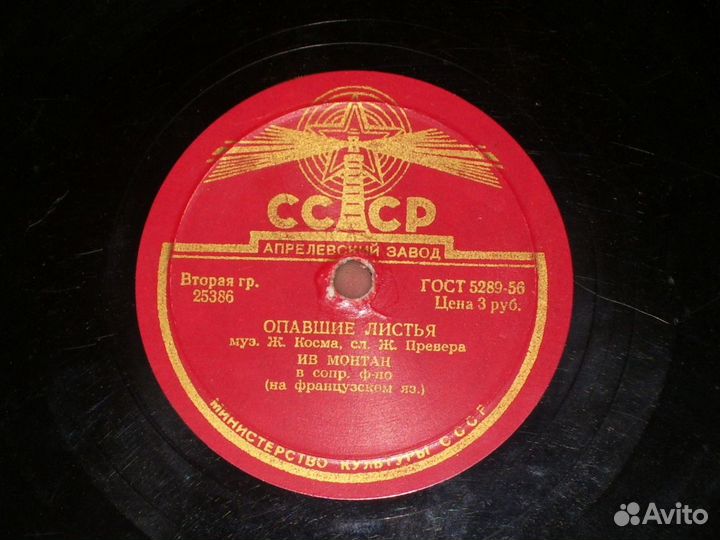 СССР
АПРЕЛЕВСКИЙ ЗАВОД
Вторая гр.
25386
ГОСТ 5289-56
Цена 3 руб.
ОПАВШИЕ ЛИСТЬЯ
муз. Ж. Косма, сл. Ж. Превера
ИВ МОНТАН
в сопр. ф-по
(на французском яз.)
МИНИСТЕРСТВО КУЛЬТУРЫ СССР
Avito